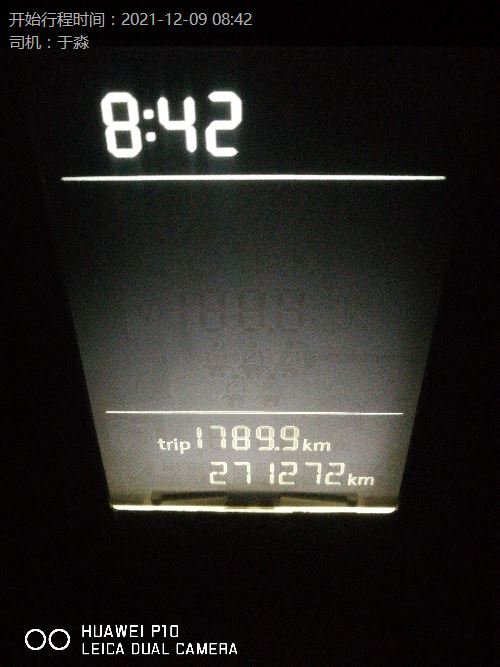 开始行程时间：2021-12-09 08:42
司机：于淼
8:42
trip 1789.9 km
271272 km
HUAWEI P10
LEICA DUAL CAMERA